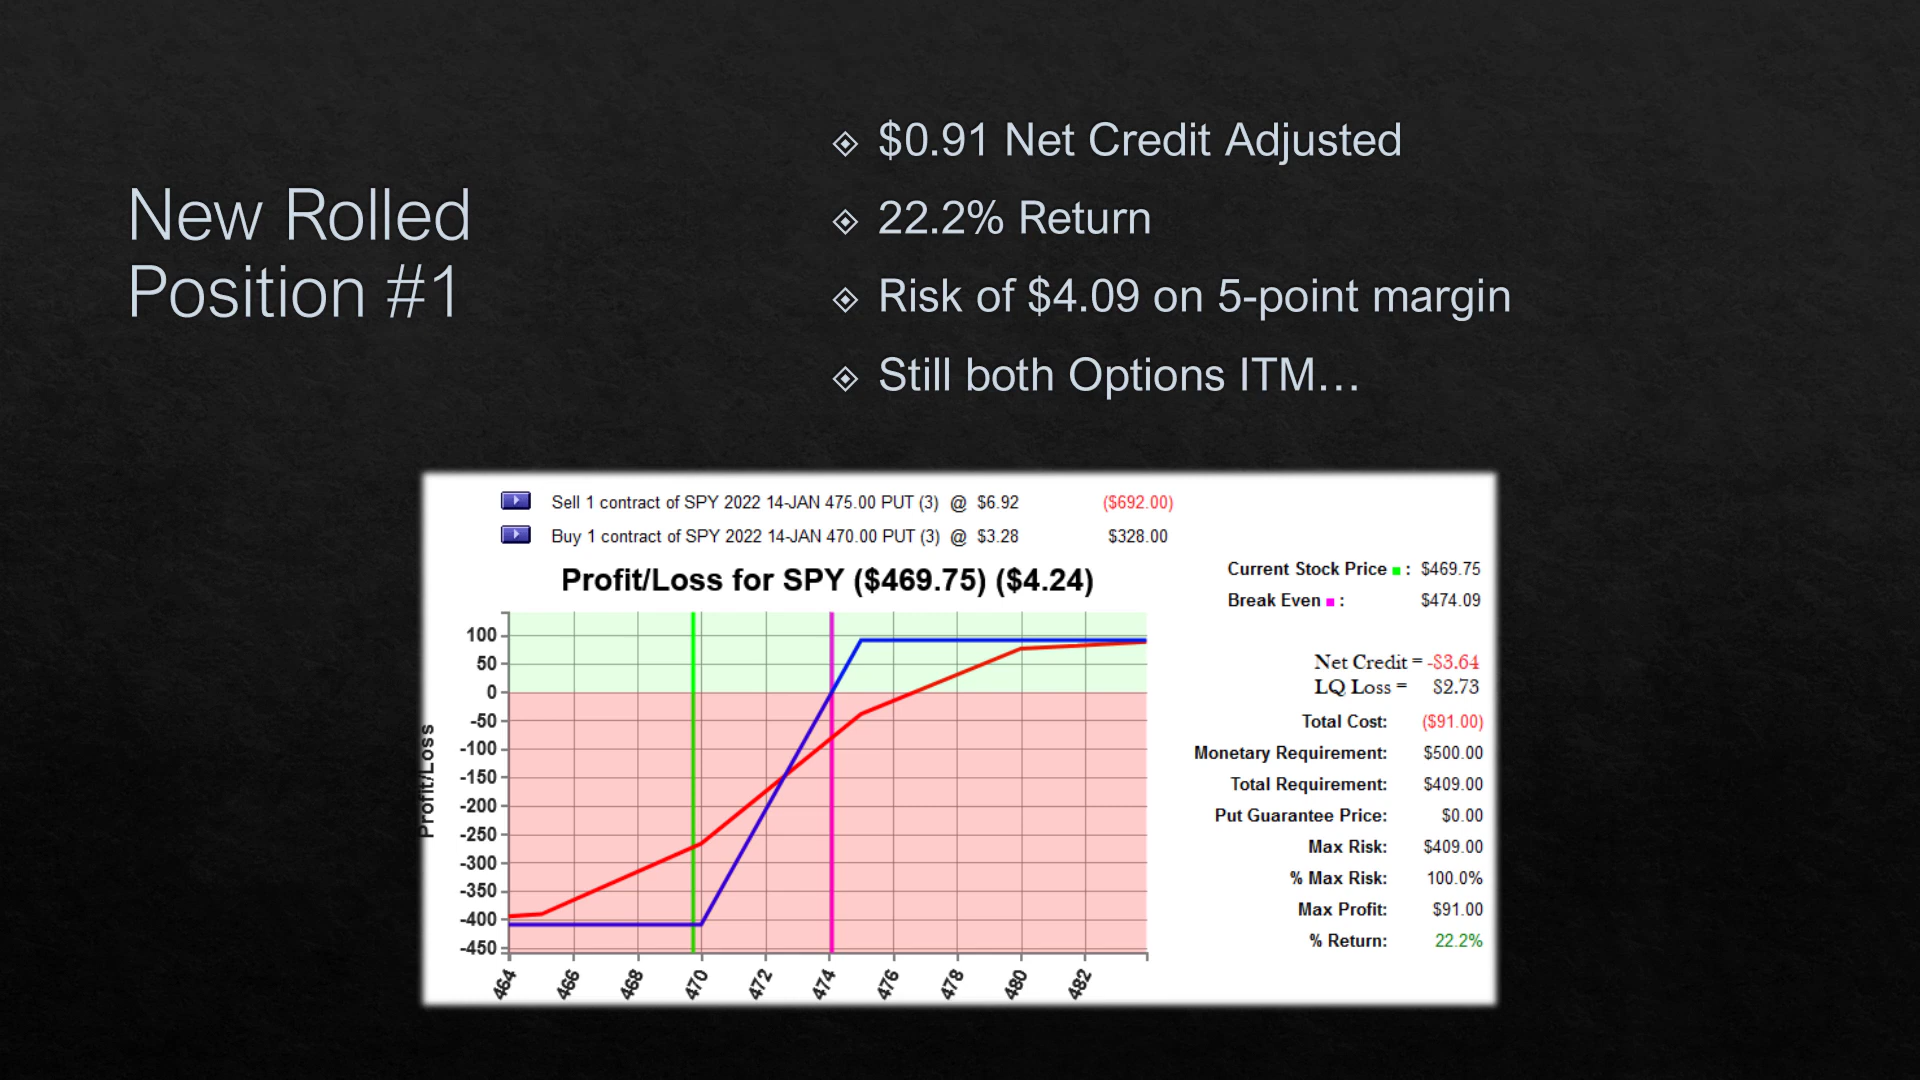 New Rolled
Position #1
$0.91 Net Credit Adjusted
22.2% Return
Risk of $4.09 on 5-point margin
Still both Options ITM…
Sell 1 contract of SPY 2022 14-JAN 475.00 PUT (3) @ $6.92 ($692.00)
Buy 1 contract of SPY 2022 14-JAN 470.00 PUT (3) @ $3.28 $328.00
Profit/Loss for SPY ($469.75) ($4.24)
Profit/Loss
100
50
0
-50
-100
-150
-200
-250
-300
-350
-400
-450
464 466 468 470 472 474 476 478 480 482
Current Stock Price : $469.75
Break Even : $474.09
Net Credit = -$3.64
LQ Loss = $2.73
Total Cost: ($91.00)
Monetary Requirement: $500.00
Total Requirement: $409.00
Put Guarantee Price: $0.00
Max Risk: $409.00
% Max Risk: 100.0%
Max Profit: $91.00
% Return: 22.2%